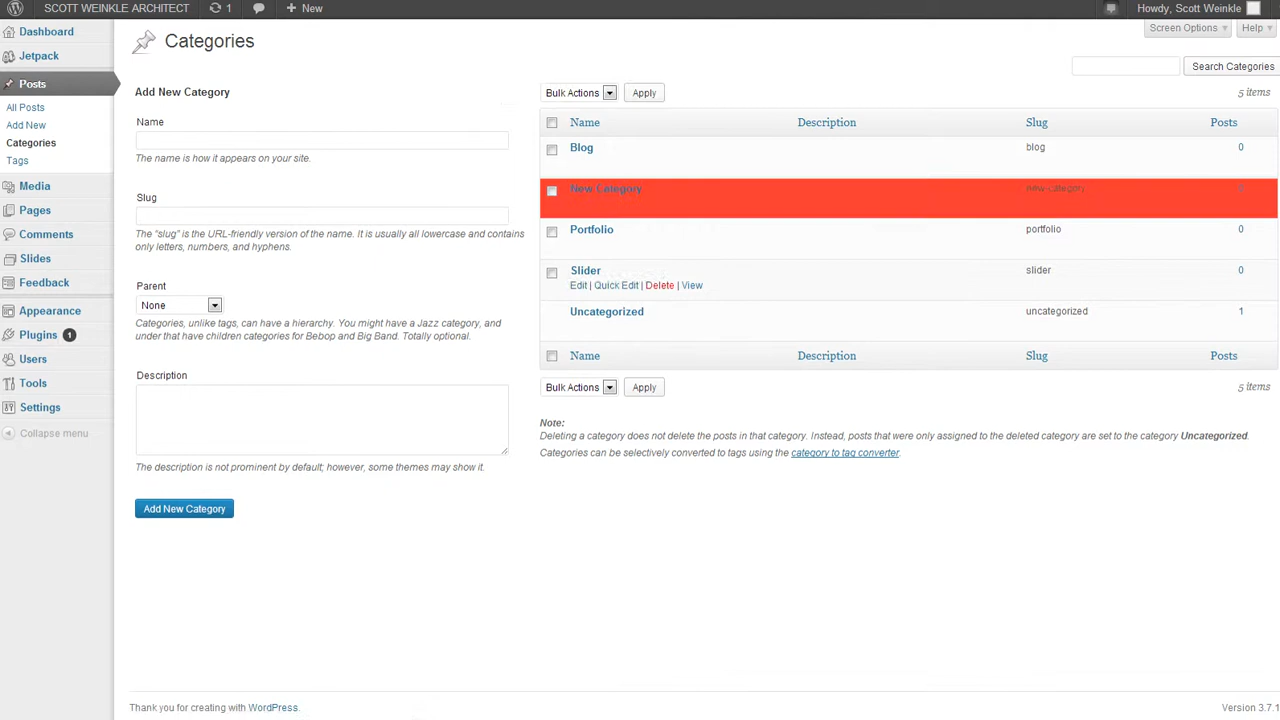 SCOTT WEINKLE ARCHITECT 1 New Howdy, Scott Weinkle
Screen Options Help
Dashboard
Jetpack
Posts
All Posts
Add New
Categories
Tags
Media
Pages
Comments
Slides
Feedback
Appearance
Plugins 1
Users
Tools
Settings
Collapse menu
Categories
Search Categories
Add New Category
Name
The name is how it appears on your site.
Slug
The “slug” is the URL-friendly version of the name. It is usually all lowercase and contains
only letters, numbers, and hyphens.
Parent
None
Categories, unlike tags, can have a hierarchy. You might have a Jazz category, and
under that have children categories for Bebop and Big Band. Totally optional.
Description
The description is not prominent by default; however, some themes may show it.
Add New Category
Bulk Actions Apply 5 items
Name Description Slug Posts
Blog blog 0
New Category new-category
Portfolio portfolio 0
Slider slider 0
Edit | Quick Edit | Delete | View
Uncategorized uncategorized 1
Name Description Slug Posts
Bulk Actions Apply 5 items
Note:
Deleting a category does not delete the posts in that category. Instead, posts that were only assigned to the deleted category are set to the category Uncategorized.
Categories can be selectively converted to tags using the category to tag converter.
Thank you for creating with WordPress. Version 3.7.1